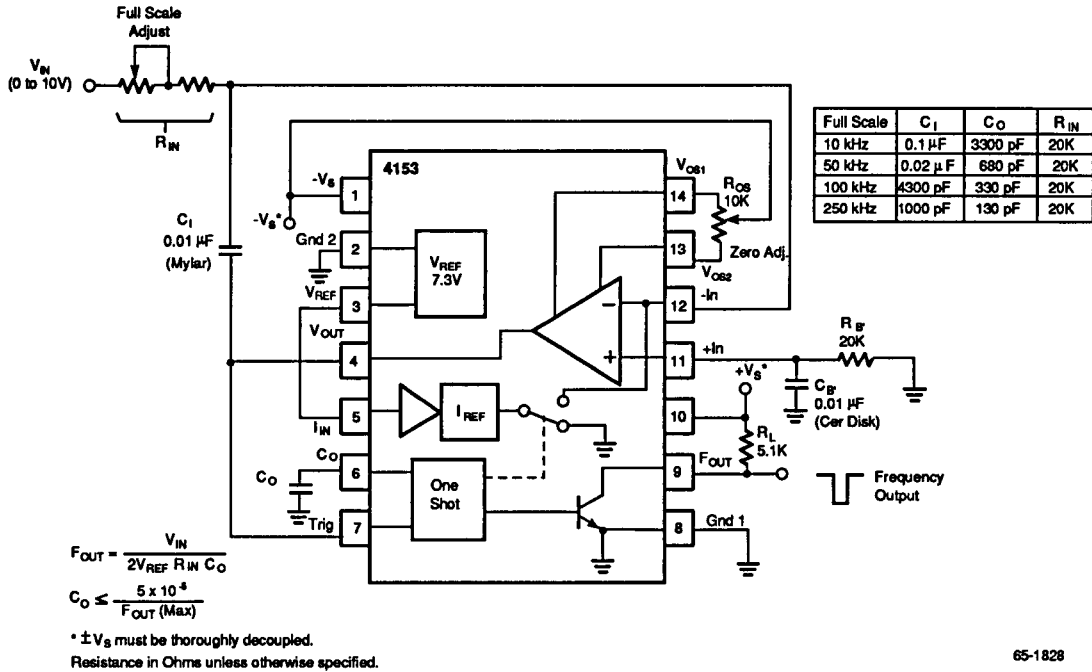 Full Scale
Adjust
V_IN
(0 to 10V)
R_IN
Full Scale C_I C_O R_IN
10 kHz 0.1 μF 3300 pF 20K
50 kHz 0.02 μF 680 pF 20K
100 kHz 4300 pF 330 pF 20K
250 kHz 1000 pF 130 pF 20K
4153
-V_S
1
-V_S*
C_I
0.01 μF
(Mylar)
Gnd 2
2
V_REF
7.3V
V_REF
3
V_OUT
4
I_IN
5
I_REF
C_O
6
C_O
One
Shot
Trig
7
V_OS1
14
R_OS
10K
13
Zero Adj.
V_OS2
-In
12
−
+
+In
11
R_B'
20K
C_B'
0.01 μF
(Cer Disk)
+V_S*
10
R_L
5.1K
F_OUT
9
Frequency
Output
Gnd 1
8
F_OUT = V_IN / 2V_REF R_IN C_O
C_O ≤ 5 x 10^-5 / F_OUT (Max)
* ±V_S must be thoroughly decoupled.
Resistance in Ohms unless otherwise specified.
65-1828